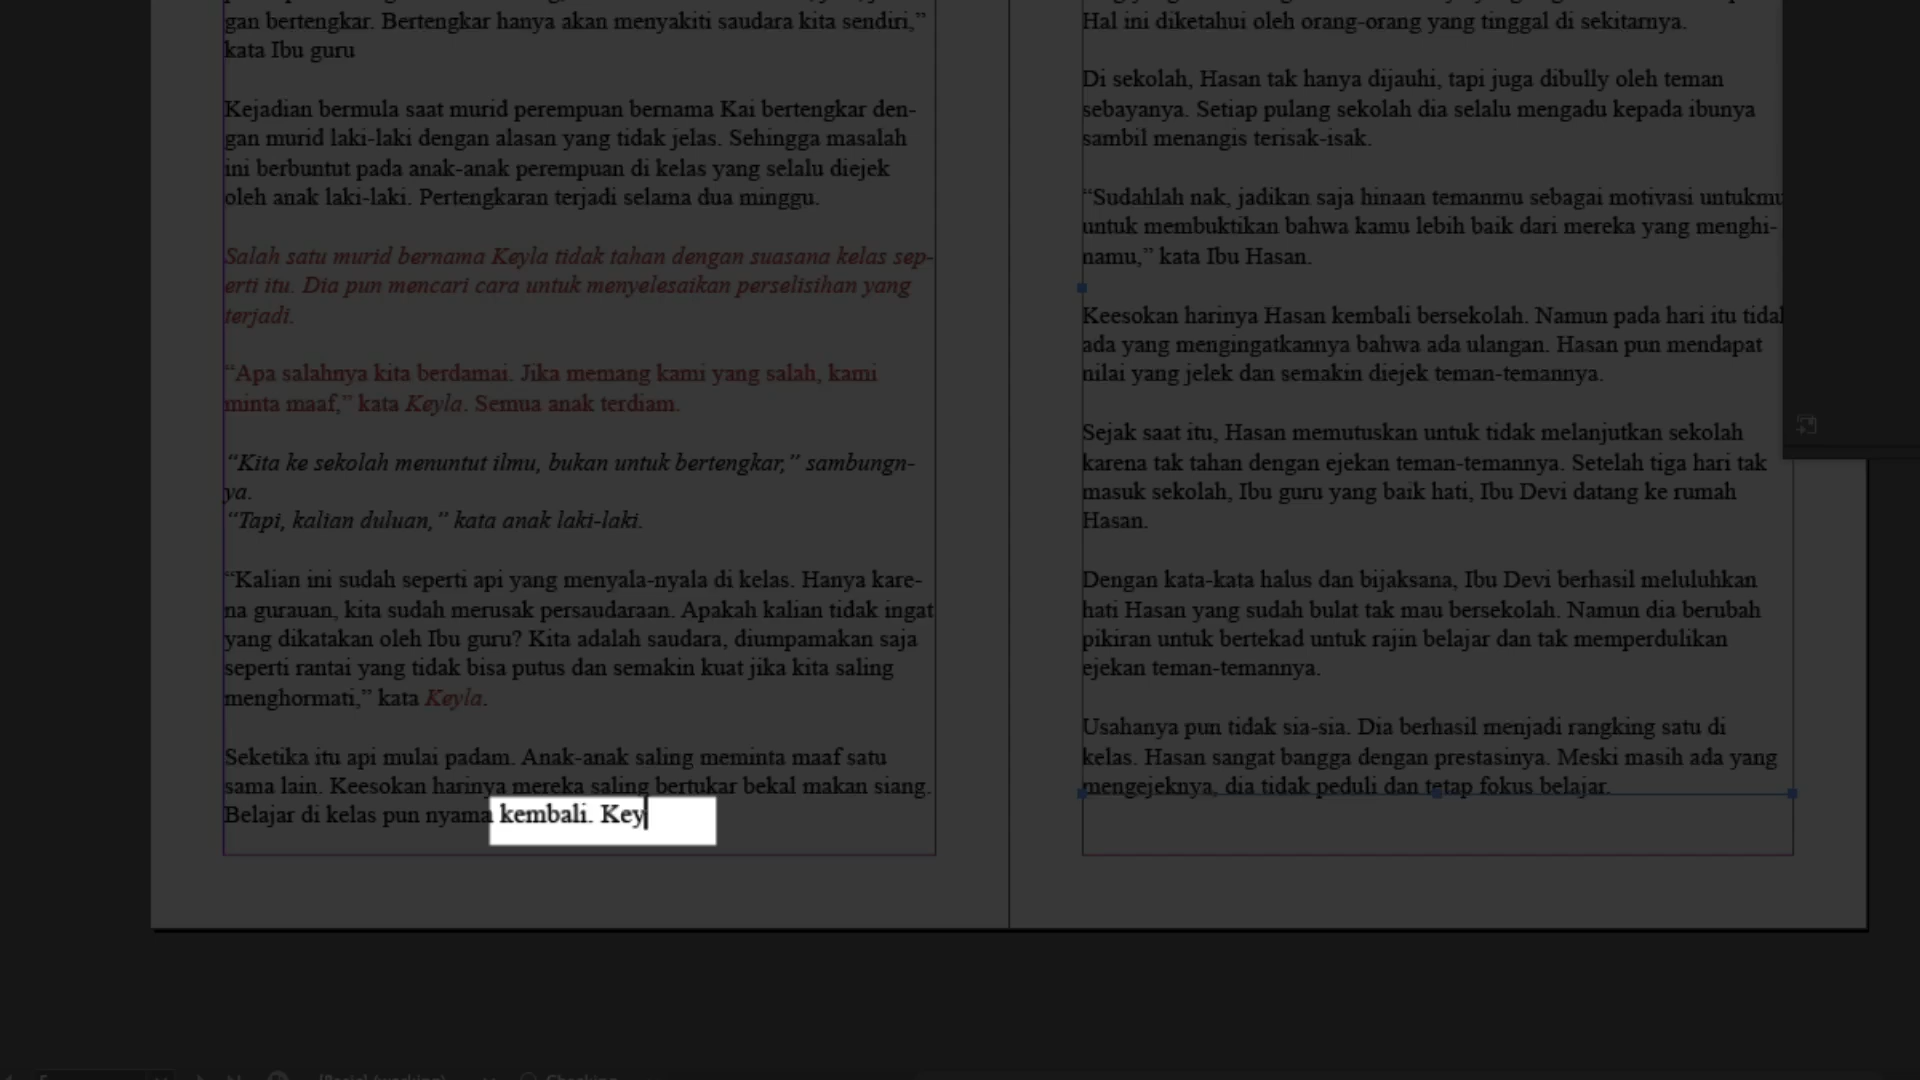 gan bertengkar. Bertengkar hanya akan menyakiti saudara kita sendiri,”
kata Ibu guru
Kejadian bermula saat murid perempuan bernama Kai bertengkar den-
gan murid laki-laki dengan alasan yang tidak jelas. Sehingga masalah
ini berbuntut pada anak-anak perempuan di kelas yang selalu diejek
oleh anak laki-laki. Pertengkaran terjadi selama dua minggu.
Salah satu murid bernama Keyla tidak tahan dengan suasana kelas sep-
erti itu. Dia pun mencari cara untuk menyelesaikan perselisihan yang
terjadi.
“Apa salahnya kita berdamai. Jika memang kami yang salah, kami
minta maaf,” kata Keyla. Semua anak terdiam.
“Kita ke sekolah menuntut ilmu, bukan untuk bertengkar,” sambungn-
ya.
“Tapi, kalian duluan,” kata anak laki-laki.
“Kalian ini sudah seperti api yang menyala-nyala di kelas. Hanya kare-
na gurauan, kita sudah merusak persaudaraan. Apakah kalian tidak ingat
yang dikatakan oleh Ibu guru? Kita adalah saudara, diumpamakan saja
seperti rantai yang tidak bisa putus dan semakin kuat jika kita saling
menghormati,” kata Keyla.
Seketika itu api mulai padam. Anak-anak saling meminta maaf satu
sama lain. Keesokan harinya mereka saling bertukar bekal makan siang.
Belajar di kelas pun nyama kembali. Key
Hal ini diketahui oleh orang-orang yang tinggal di sekitarnya.
Di sekolah, Hasan tak hanya dijauhi, tapi juga dibully oleh teman
sebayanya. Setiap pulang sekolah dia selalu mengadu kepada ibunya
sambil menangis terisak-isak.
“Sudahlah nak, jadikan saja hinaan temanmu sebagai motivasi untukmu
untuk membuktikan bahwa kamu lebih baik dari mereka yang menghi-
namu,” kata Ibu Hasan.
Keesokan harinya Hasan kembali bersekolah. Namun pada hari itu tidak
ada yang mengingatkannya bahwa ada ulangan. Hasan pun mendapat
nilai yang jelek dan semakin diejek teman-temannya.
Sejak saat itu, Hasan memutuskan untuk tidak melanjutkan sekolah
karena tak tahan dengan ejekan teman-temannya. Setelah tiga hari tak
masuk sekolah, Ibu guru yang baik hati, Ibu Devi datang ke rumah
Hasan.
Dengan kata-kata halus dan bijaksana, Ibu Devi berhasil meluluhkan
hati Hasan yang sudah bulat tak mau bersekolah. Namun dia berubah
pikiran untuk bertekad untuk rajin belajar dan tak memperdulikan
ejekan teman-temannya.
Usahanya pun tidak sia-sia. Dia berhasil menjadi rangking satu di
kelas. Hasan sangat bangga dengan prestasinya. Meski masih ada yang
mengejeknya, dia tidak peduli dan tetap fokus belajar.